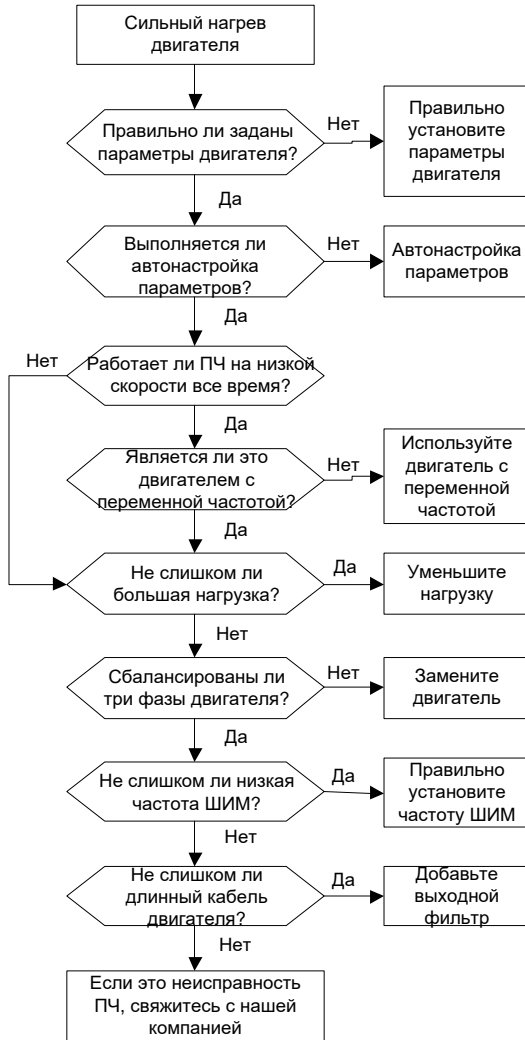 Сильный нагрев
двигателя
Правильно ли заданы
параметры двигателя?
Нет
Правильно
установите
параметры
двигателя
Да
Выполняется ли
автонастройка
параметров?
Нет
Автонастройка
параметров
Да
Нет
Работает ли ПЧ на низкой
скорости все время?
Да
Является ли это
двигателем с
переменной частотой?
Нет
Используйте
двигатель с
переменной
частотой
Да
Не слишком ли
большая нагрузка?
Да
Уменьшите
нагрузку
Нет
Сбалансированы ли
три фазы двигателя?
Нет
Замените
двигатель
Да
Не слишком ли низкая
частота ШИМ?
Да
Правильно
установите
частоту ШИМ
Нет
Не слишком ли
длинный кабель
двигателя?
Да
Добавьте
выходной
фильтр
Нет
Если это неисправность
ПЧ, свяжитесь с нашей
компанией